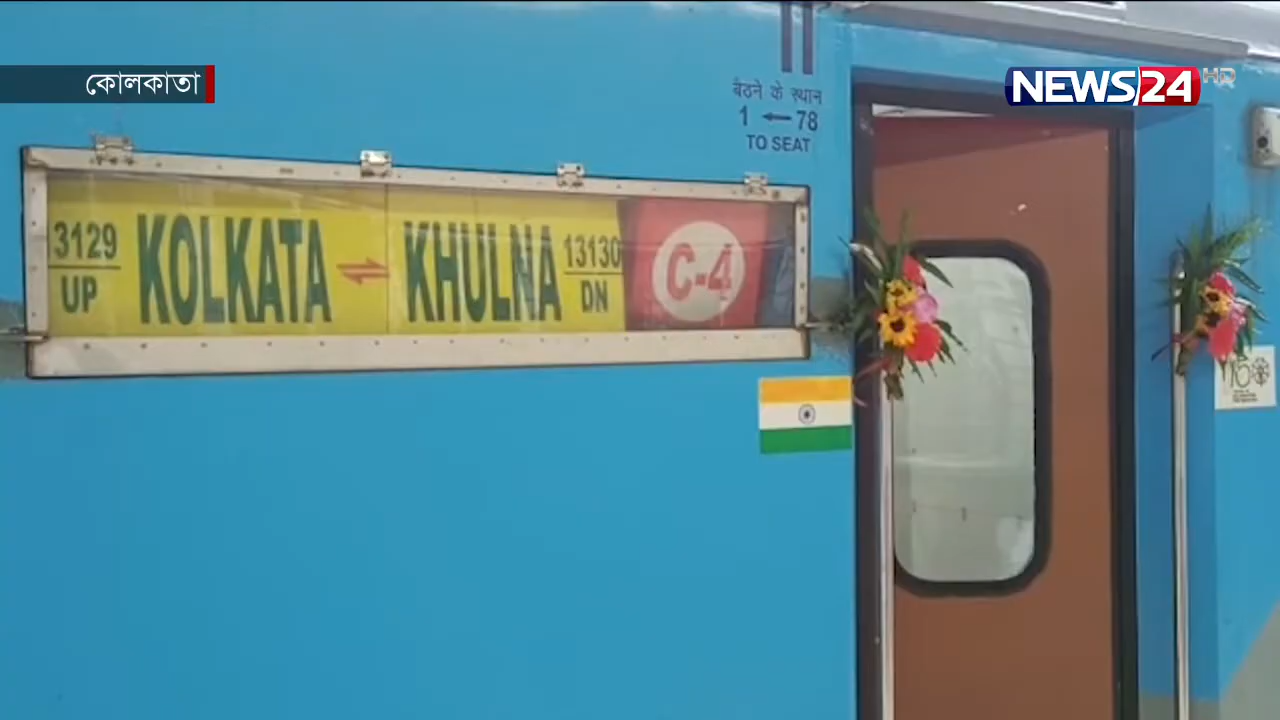 কোলকাতা
NEWS24 HD
बैठने के स्थान
1 ← 78
TO SEAT
3129
UP
KOLKATA ⇌ KHULNA
13130
DN
C-4